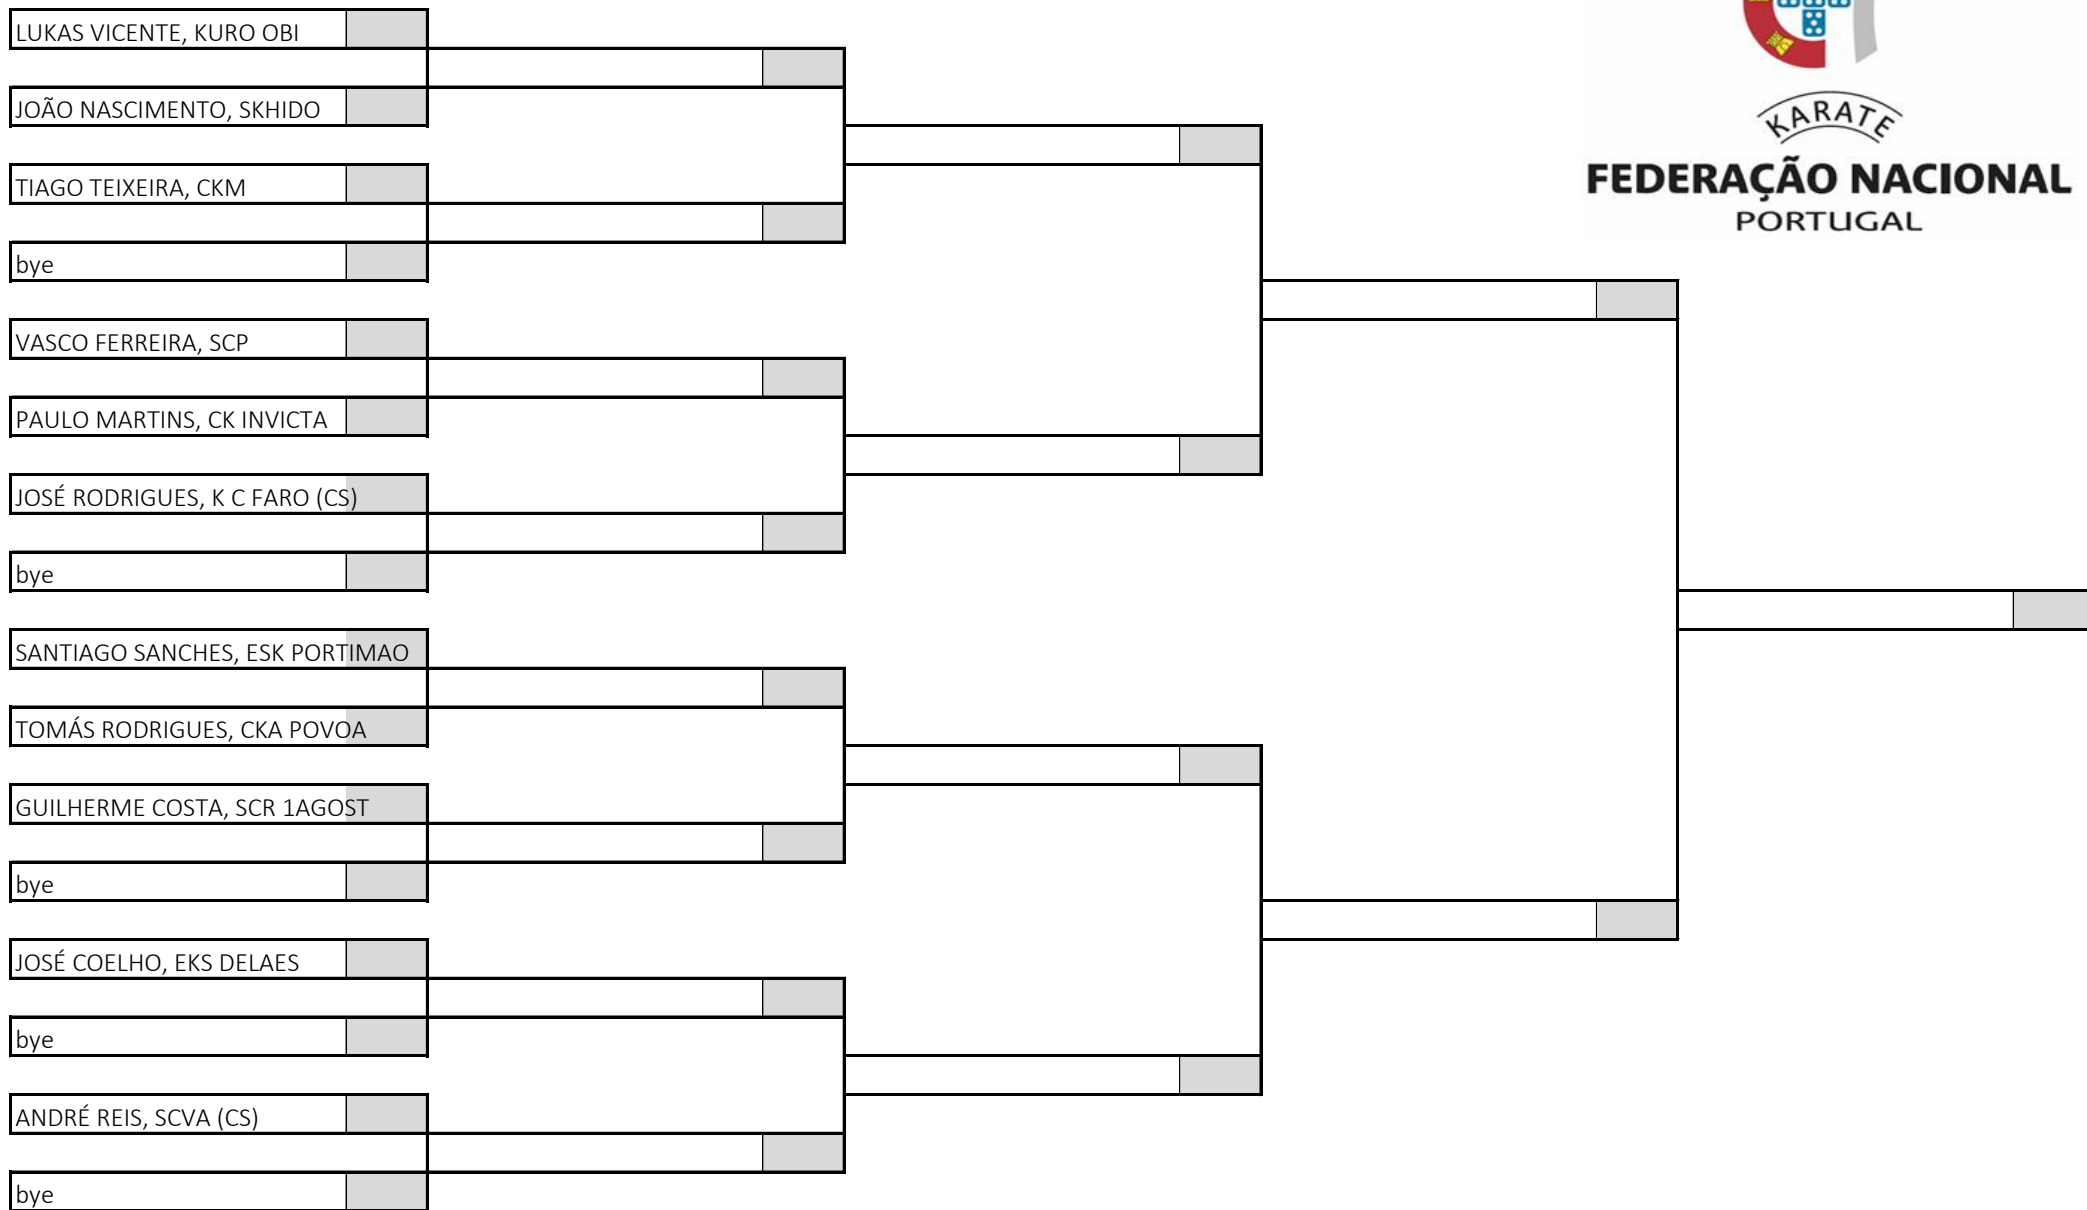 LUKAS VICENTE, KURO OBI
JOÃO NASCIMENTO, SKHIDO
TIAGO TEIXEIRA, CKM
bye
VASCO FERREIRA, SCP
PAULO MARTINS, CK INVICTA
JOSÉ RODRIGUES, K C FARO (CS)
bye
SANTIAGO SANCHES, ESK PORTIMAO
TOMÁS RODRIGUES, CKA POVOA
GUILHERME COSTA, SCR 1AGOST
bye
JOSÉ COELHO, EKS DELAES
bye
ANDRÉ REIS, SCVA (CS)
bye
KARATE
FEDERAÇÃO NACIONAL
PORTUGAL